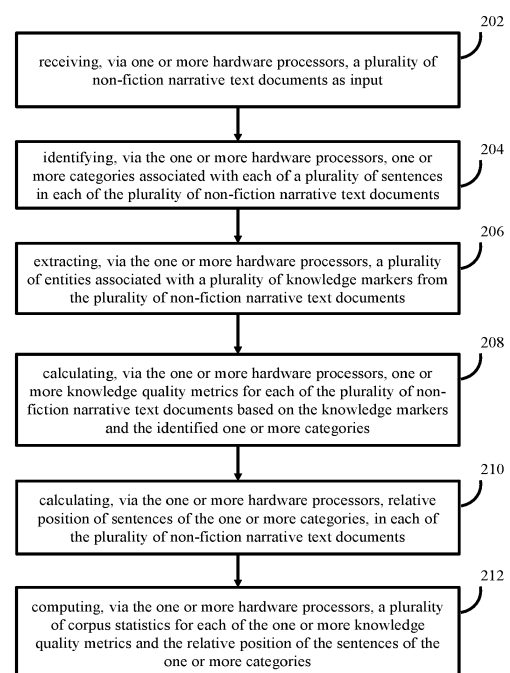 202
receiving, via one or more hardware processors, a plurality of
non-fiction narrative text documents as input
204
identifying, via the one or more hardware processors, one or
more categories associated with each of a plurality of sentences
in each of the plurality of non-fiction narrative text documents
206
extracting, via the one or more hardware processors, a plurality
of entities associated with a plurality of knowledge markers from
the plurality of non-fiction narrative text documents
208
calculating, via the one or more hardware processors, one or
more knowledge quality metrics for each of the plurality of non-
fiction narrative text documents based on the knowledge markers
and the identified one or more categories
210
calculating, via the one or more hardware processors, relative
position of sentences of the one or more categories, in each of
the plurality of non-fiction narrative text documents
212
computing, via the one or more hardware processors, a plurality
of corpus statistics for each of the one or more knowledge
quality metrics and the relative position of the sentences of the
one or more categories